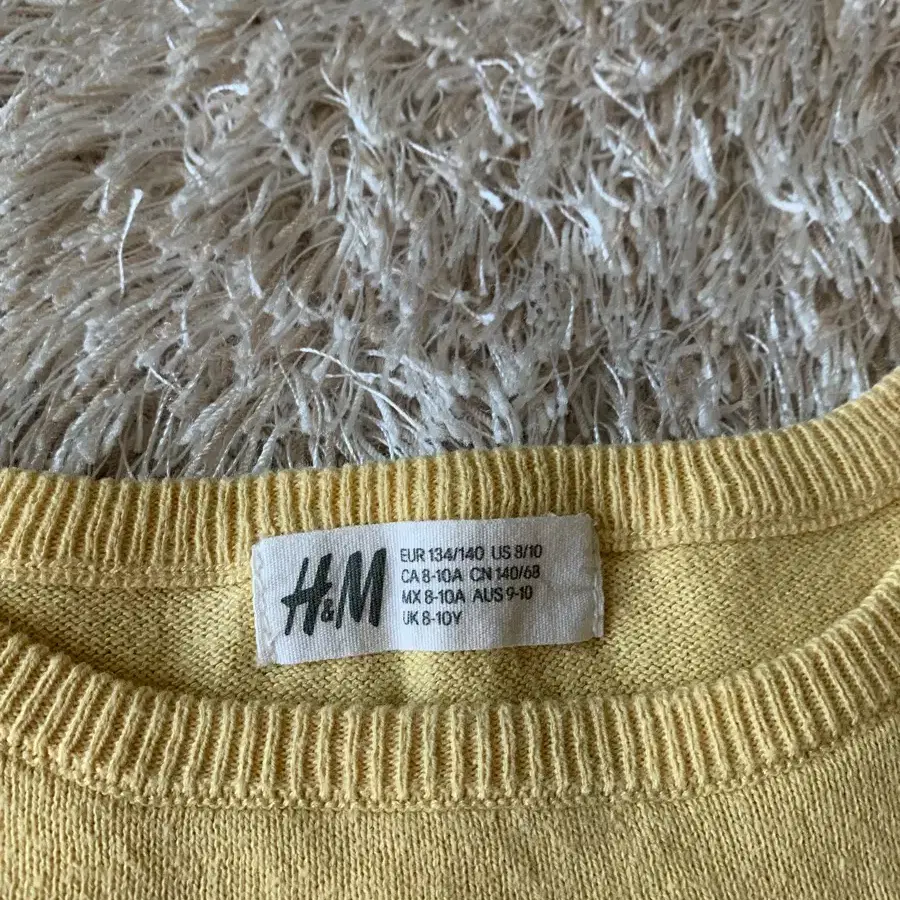 H&M
EUR 134/140 US 8/10
CA 8-10A CN 140/68
MX 8-10A AUS 9-10
UK 8-10Y